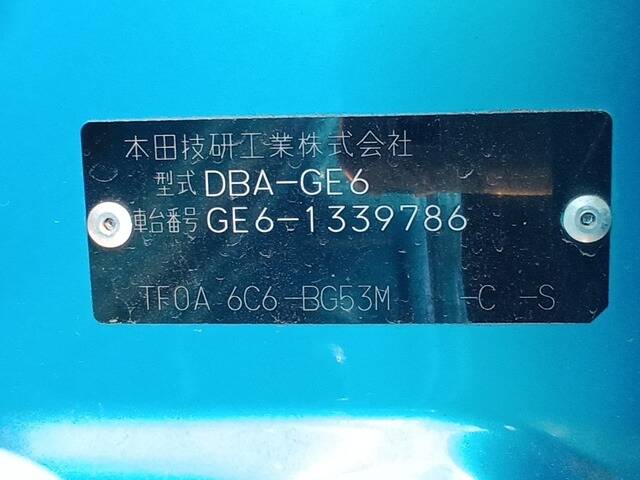 本田技研工業株式会社
型式 DBA-GE6
車台番号 GE6-1339786
TF0A 6C6-BG53M -C -S